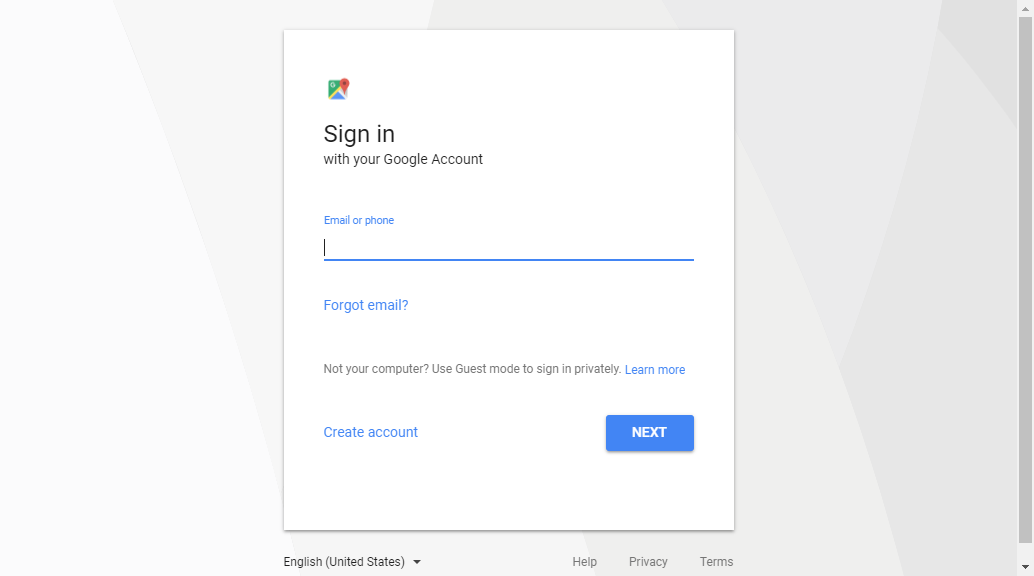 Sign in
with your Google Account
Email or phone
Forgot email?
Not your computer? Use Guest mode to sign in privately. Learn more
Create account NEXT
English (United States) Help Privacy Terms